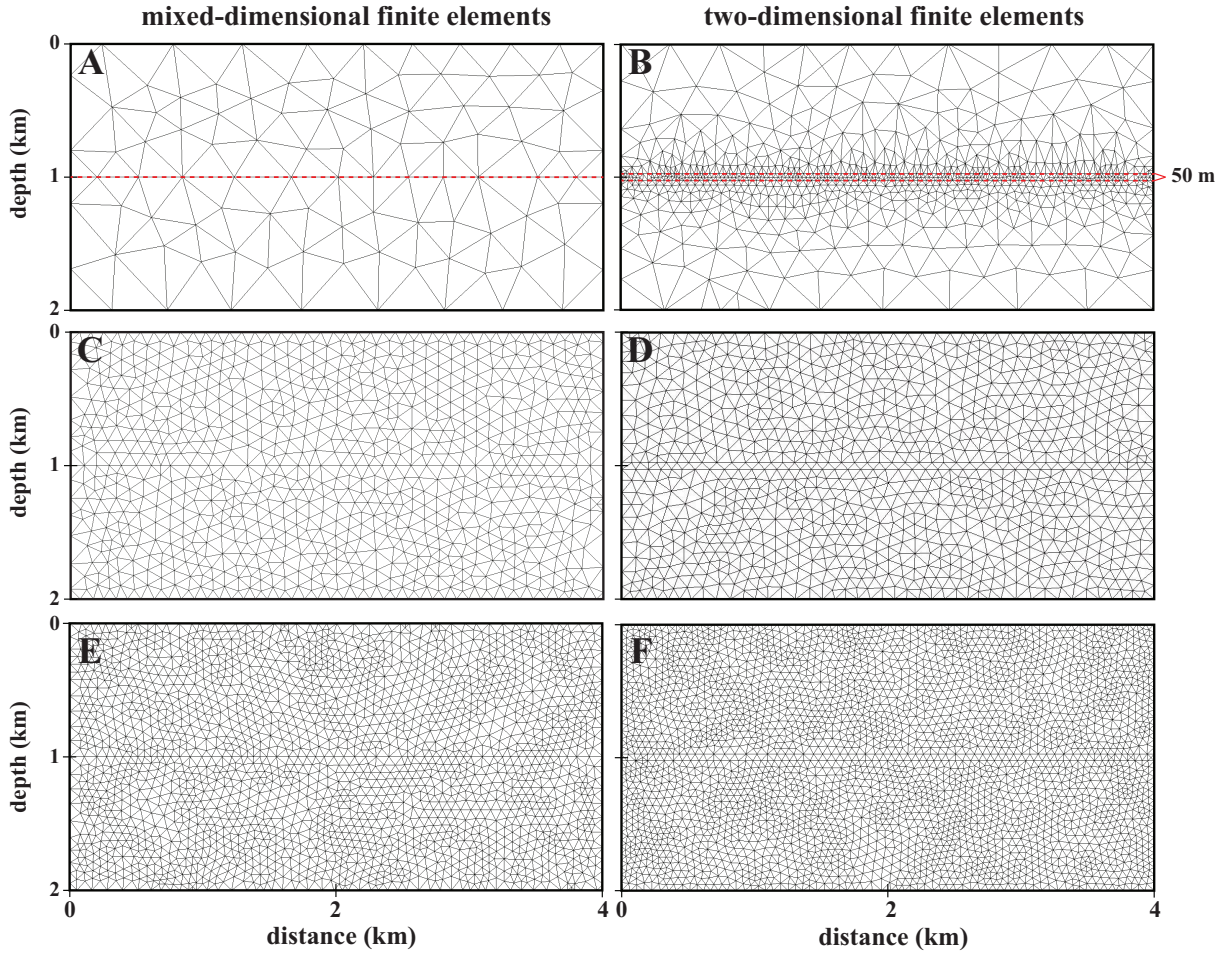 mixed-dimensional finite elements
two-dimensional finite elements
0
A
B
depth (km)
1
50 m
2
0
C
D
depth (km)
1
2
0
E
F
depth (km)
1
2
0
2
4
0
2
4
distance (km)
distance (km)